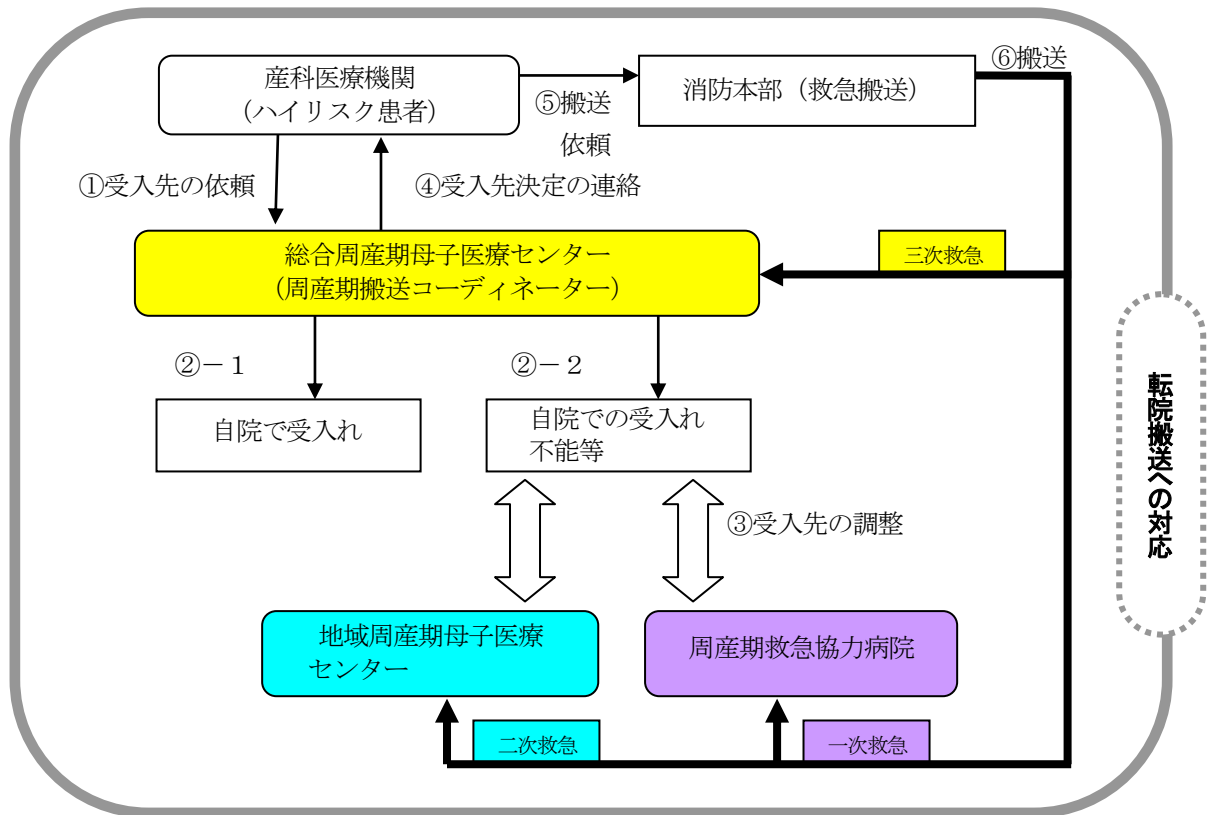 産科医療機関
（ハイリスク患者）
⑤搬送
依頼
消防本部（救急搬送）
⑥搬送
①受入先の依頼
④受入先決定の連絡
総合周産期母子医療センター
（周産期搬送コーディネーター）
三次救急
②－１
②－２
自院で受入れ
自院での受入れ
不能等
③受入先の調整
転院搬送への対応
地域周産期母子医療
センター
周産期救急協力病院
二次救急
一次救急